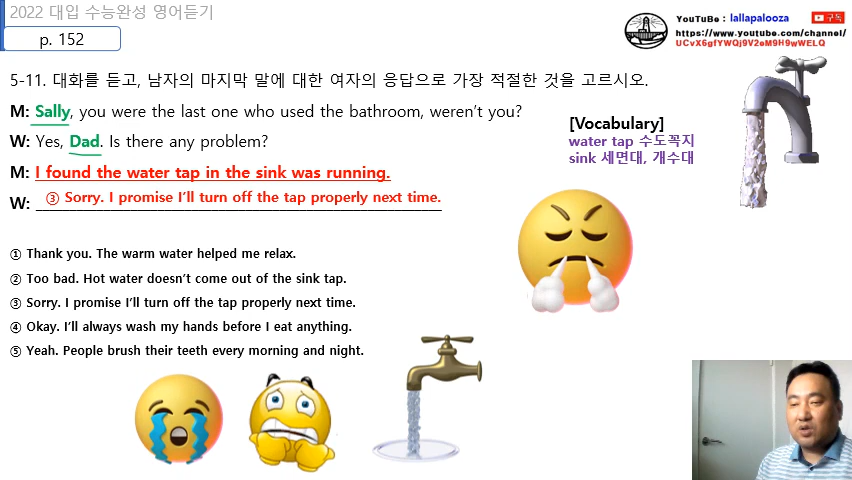 2022 대입 수능완성 영어듣기
p. 152
YouTuBe : lallapalooza
구독
https://www.youtube.com/channel/
UCvX6gfYWQj9V2eM9H9wWELQ
5-11. 대화를 듣고, 남자의 마지막 말에 대한 여자의 응답으로 가장 적절한 것을 고르시오.
M: Sally, you were the last one who used the bathroom, weren't you?
W: Yes, Dad. Is there any problem?
M: I found the water tap in the sink was running.
W: ③ Sorry. I promise I'll turn off the tap properly next time.
[Vocabulary]
water tap 수도꼭지
sink 세면대, 개수대
① Thank you. The warm water helped me relax.
② Too bad. Hot water doesn't come out of the sink tap.
③ Sorry. I promise I'll turn off the tap properly next time.
④ Okay. I'll always wash my hands before I eat anything.
⑤ Yeah. People brush their teeth every morning and night.